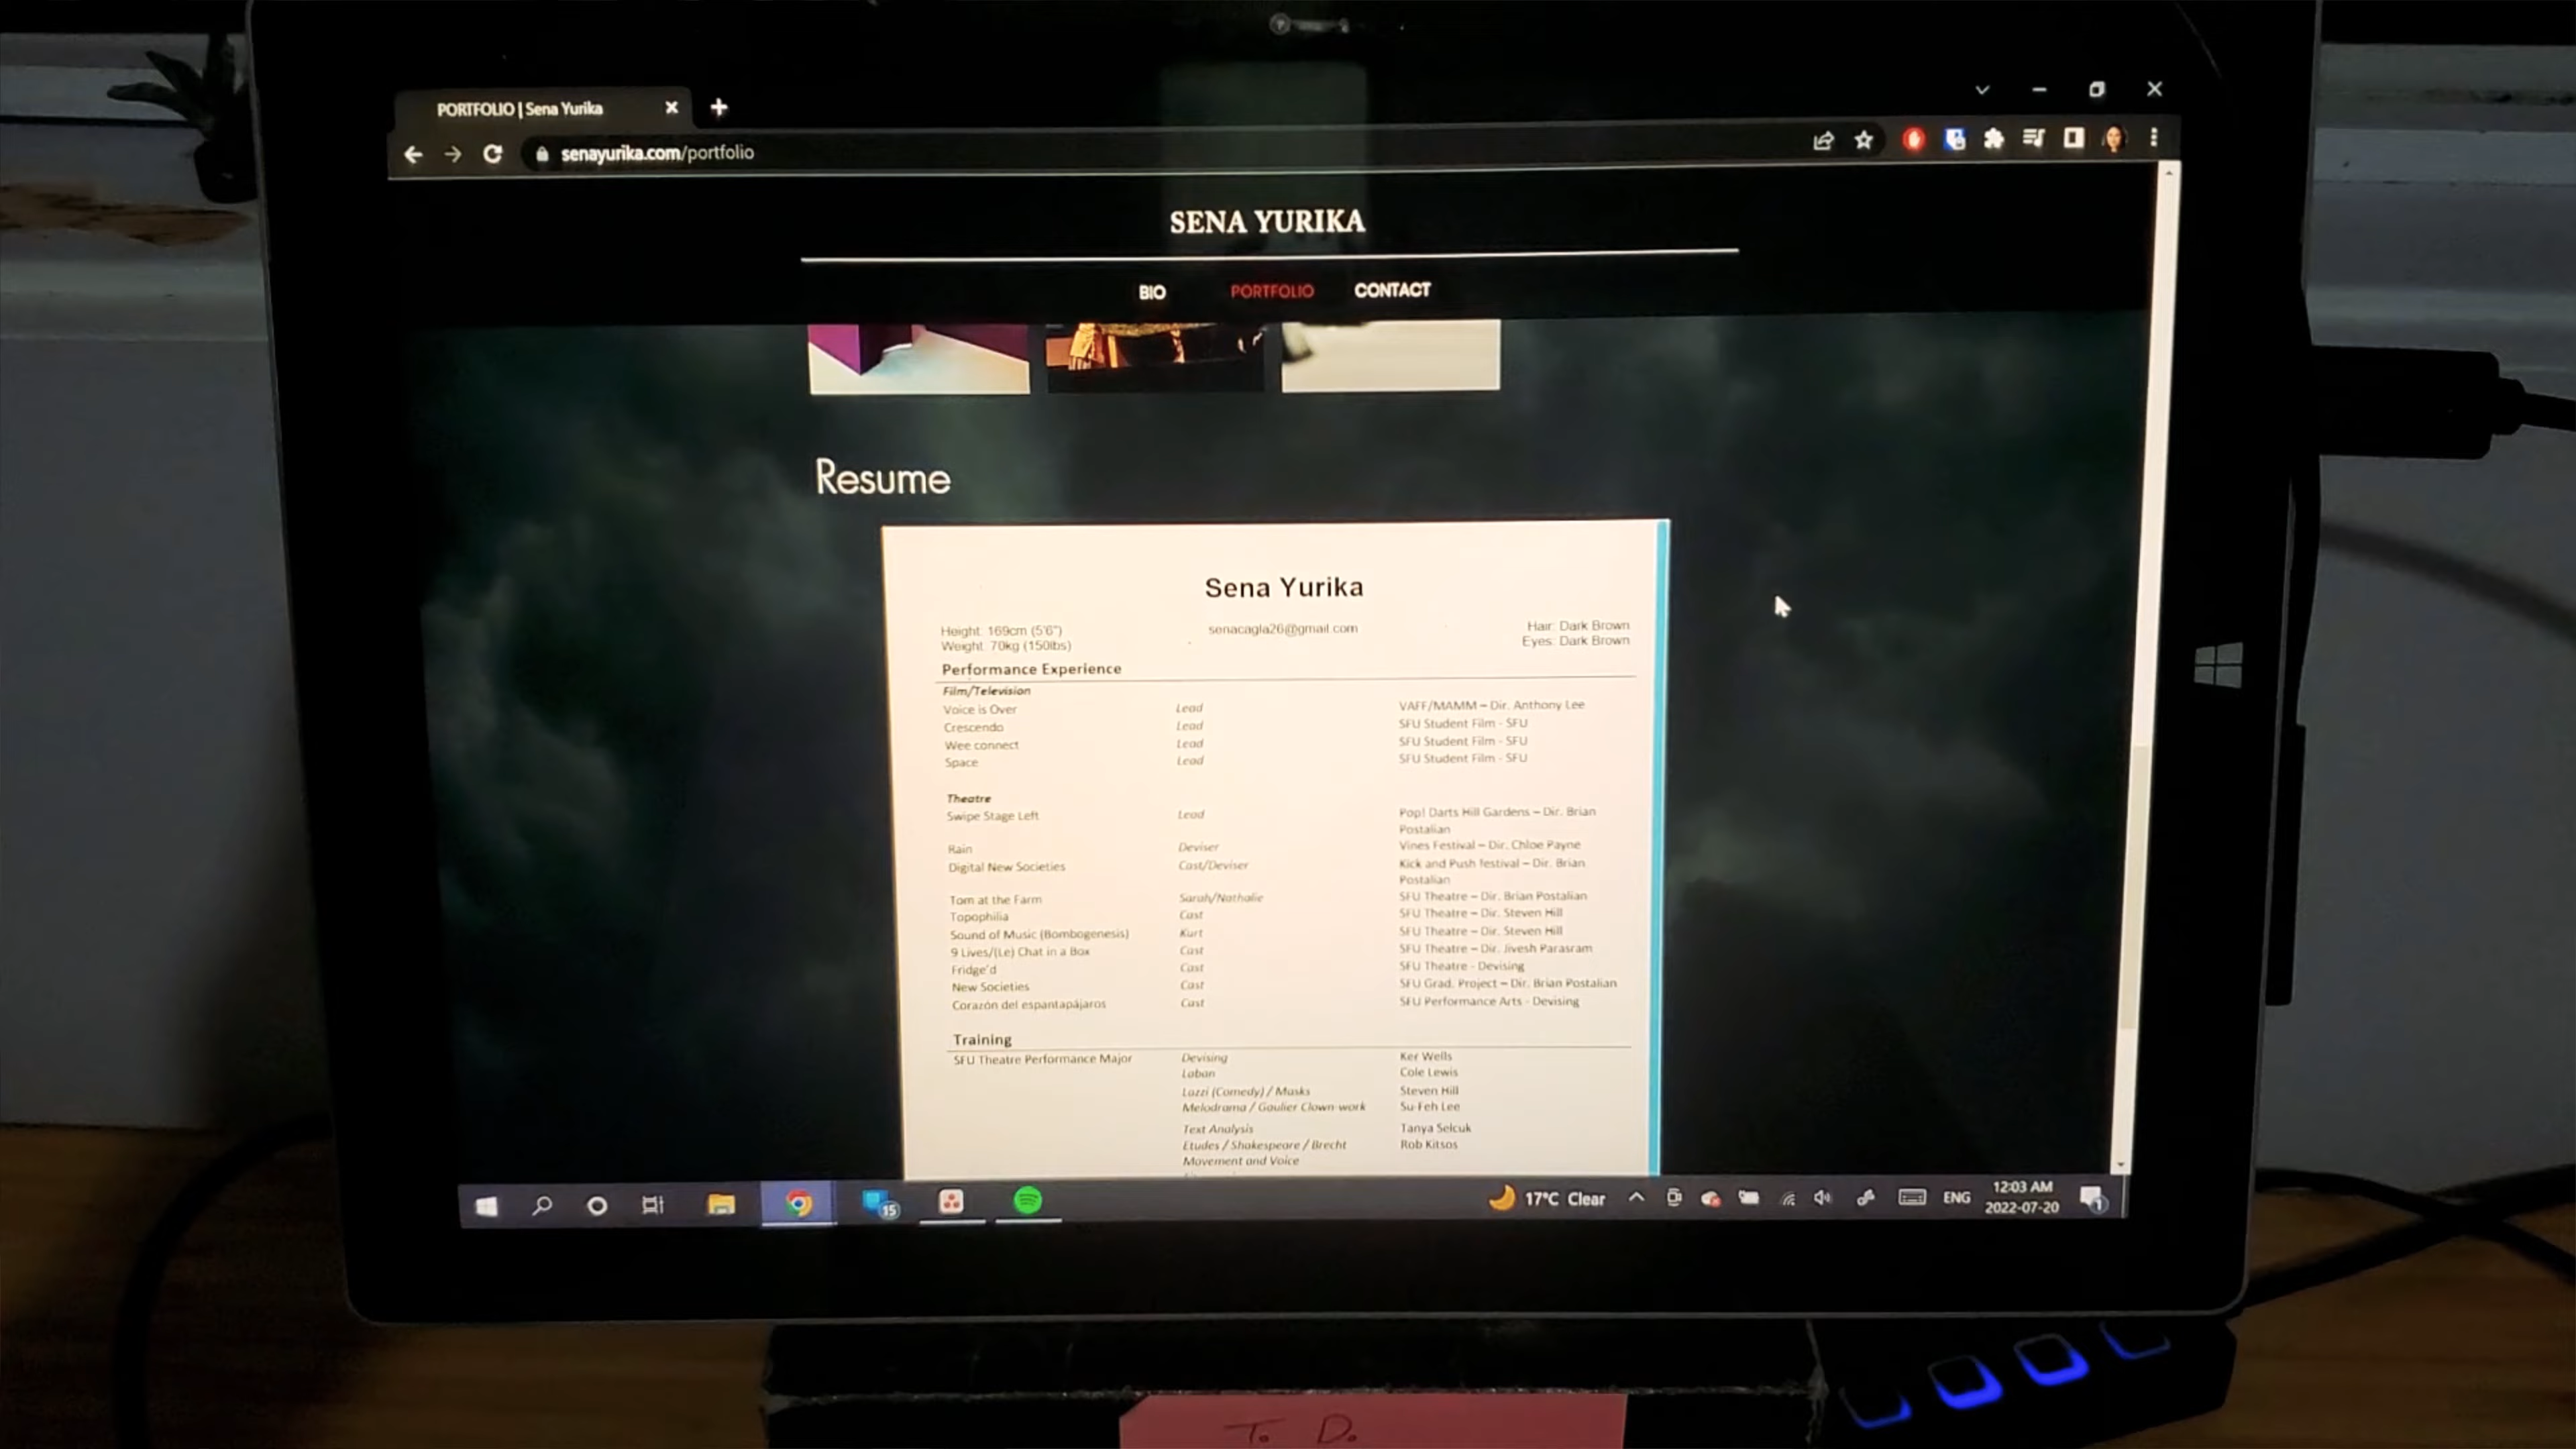 PORTFOLIO | Sena Yurika
senayurika.com/portfolio
SENA YURIKA
BIO PORTFOLIO CONTACT
Resume
Sena Yurika
Height: 169cm (5'6") senacagla26@gmail.com Hair: Dark Brown
Weight: 70kg (150lbs) Eyes: Dark Brown
Performance Experience
Film/Television
Voice is Over Lead VAFF/MAMM – Dir. Anthony Lee
Crescendo Lead SFU Student Film - SFU
Wee connect Lead SFU Student Film - SFU
Space Lead SFU Student Film - SFU
Theatre
Swipe Stage Left Lead Pop! Darts Hill Gardens – Dir. Brian
Postalian
Rain Deviser Vines Festival – Dir. Chloe Payne
Digital New Societies Cast/Deviser Kick and Push festival – Dir. Brian
Postalian
Tom at the Farm Sarah/Nathalie SFU Theatre – Dir. Brian Postalian
Topophilia Cast SFU Theatre – Dir. Steven Hill
Sound of Music (Bombogenesis) Kurt SFU Theatre – Dir. Steven Hill
9 Lives/(Le) Chat in a Box Cast SFU Theatre – Dir. Jivesh Parasram
Fridge'd Cast SFU Theatre - Devising
New Societies Cast SFU Grad. Project – Dir. Brian Postalian
Corazón del espantapájaros Cast SFU Performance Arts - Devising
Training
SFU Theatre Performance Major Devising Ker Wells
Laban Cole Lewis
Lazzi (Comedy) / Masks Steven Hill
Melodrama / Gaulier Clown-work Su-Feh Lee
Text Analysis Tanya Selcuk
Etudes / Shakespeare / Brecht Rob Kitsos
Movement and Voice
15 17°C Clear ENG 12:03 AM 1
2022-07-20
To Do